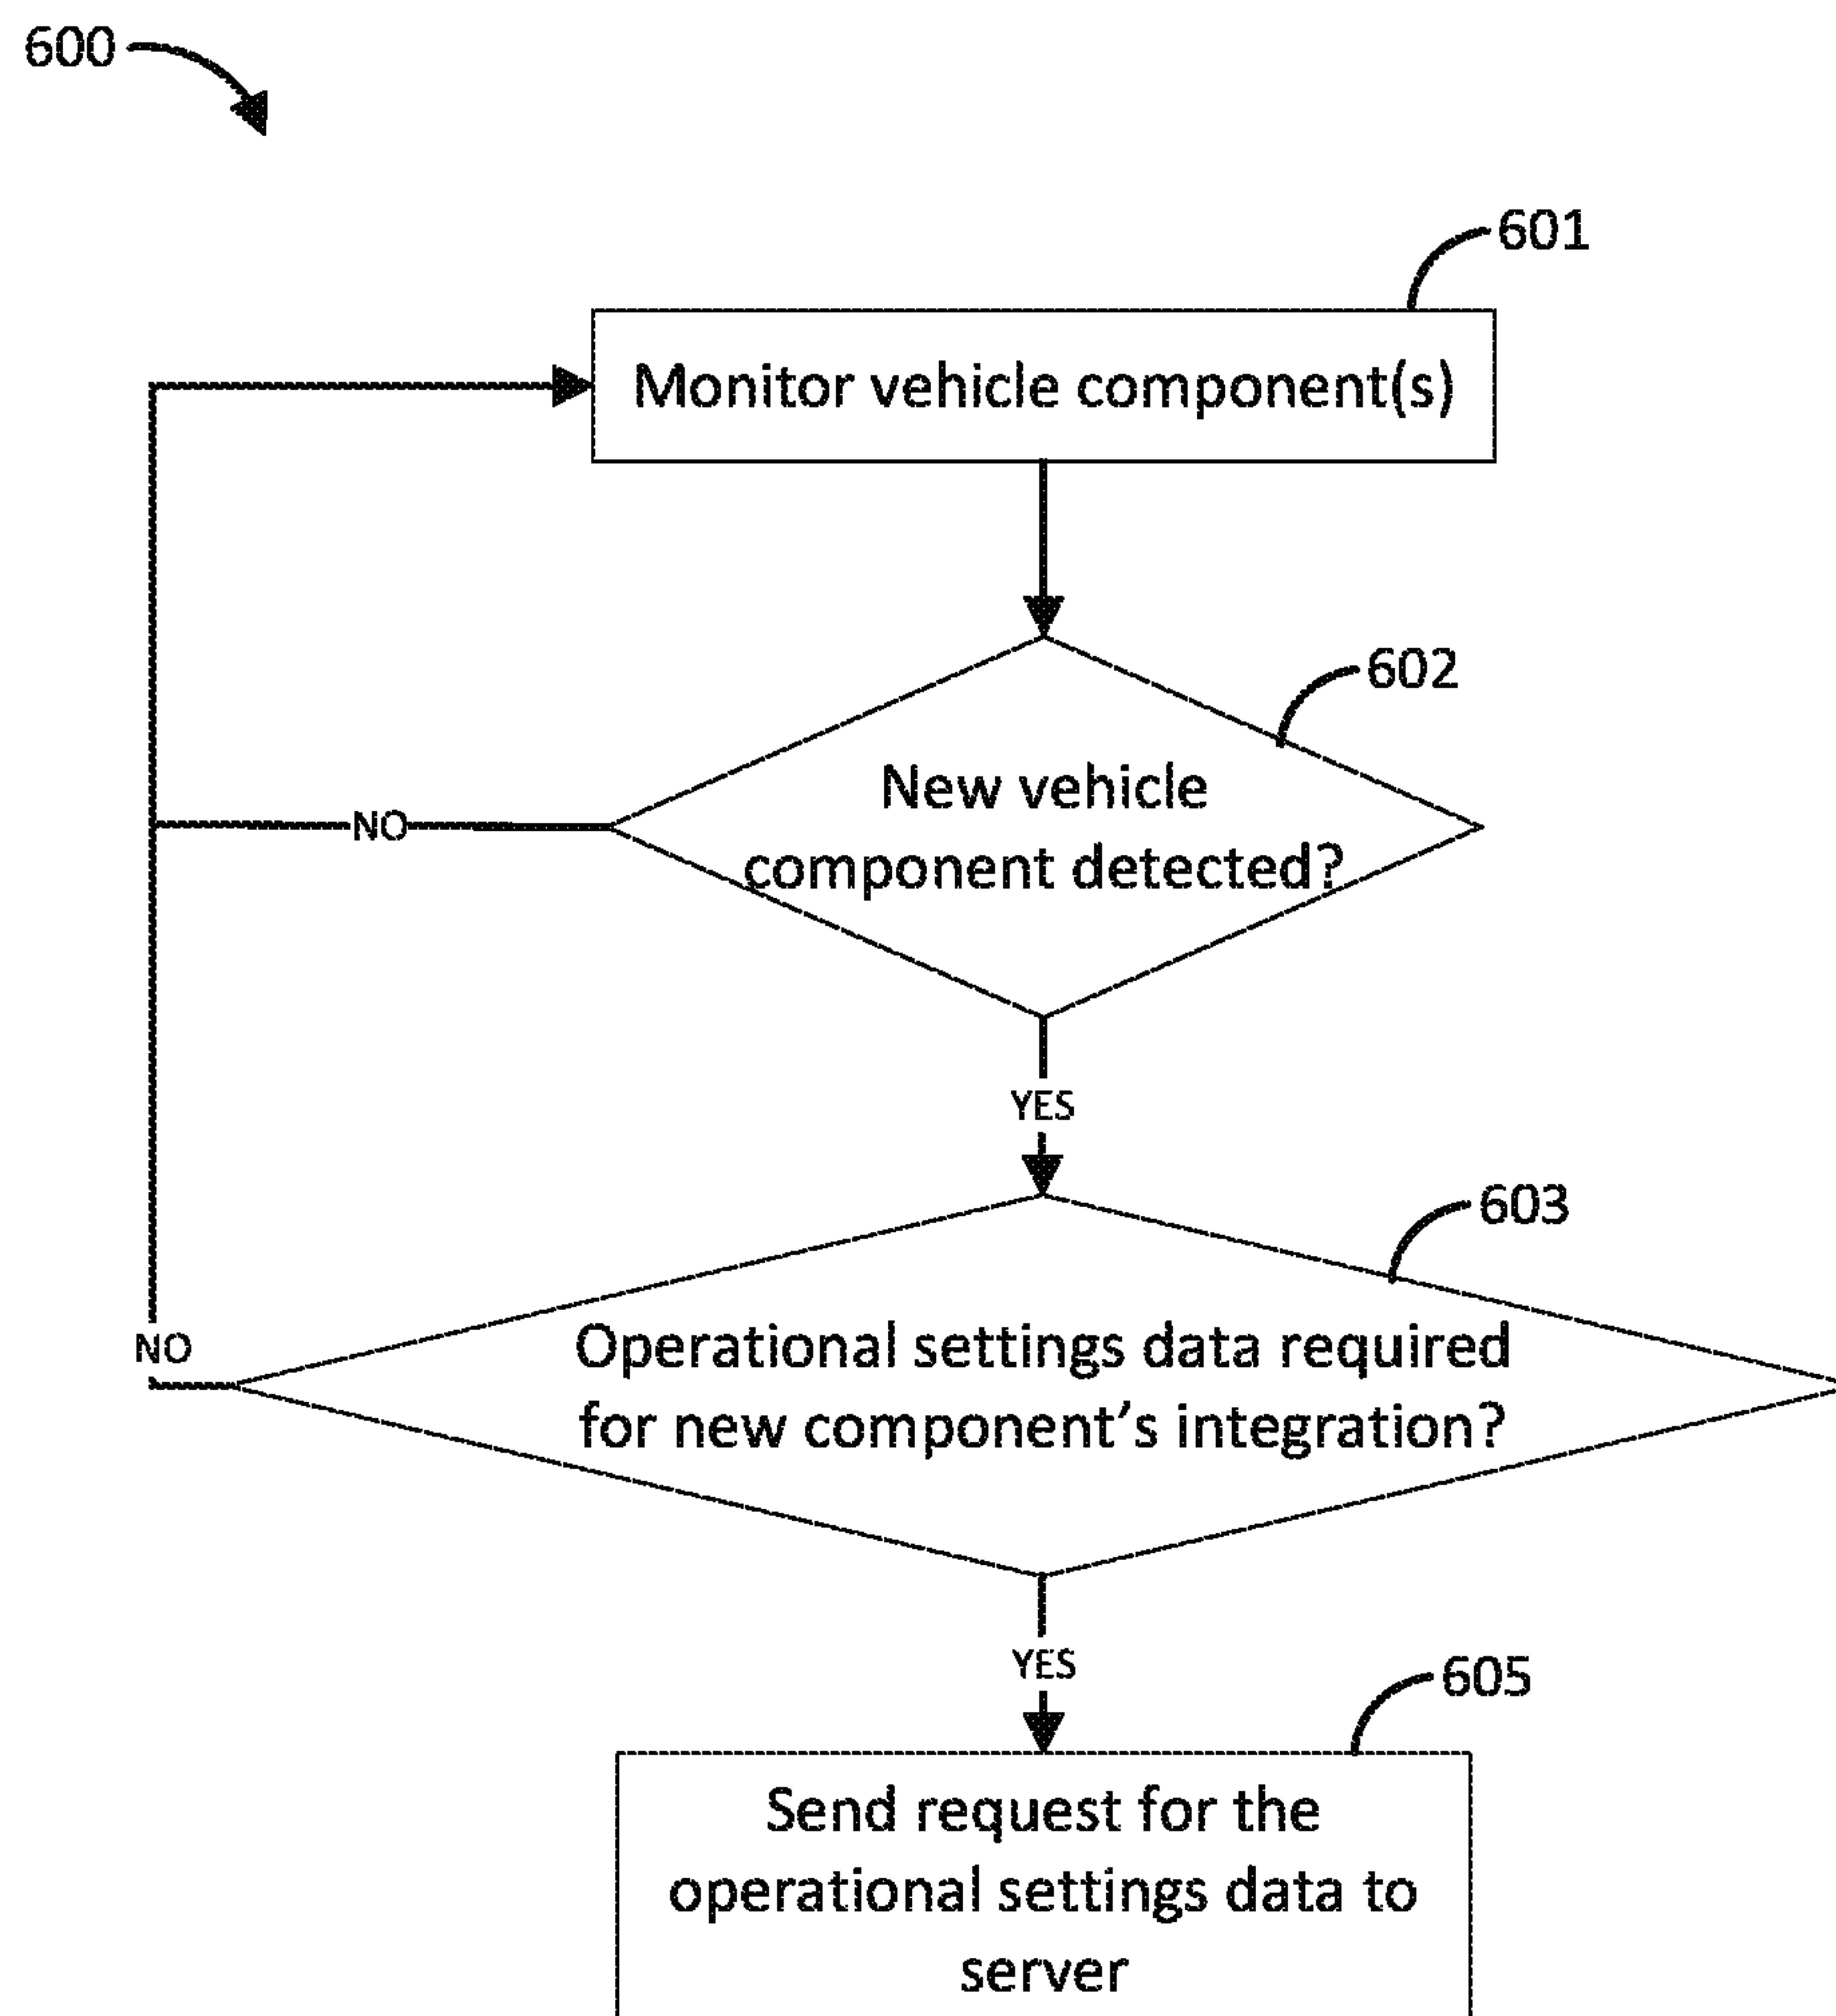 600
601
Monitor vehicle component(s)
602
New vehicle
component detected?
NO
YES
603
Operational settings data required
for new component's integration?
NO
YES
605
Send request for the
operational settings data to
server